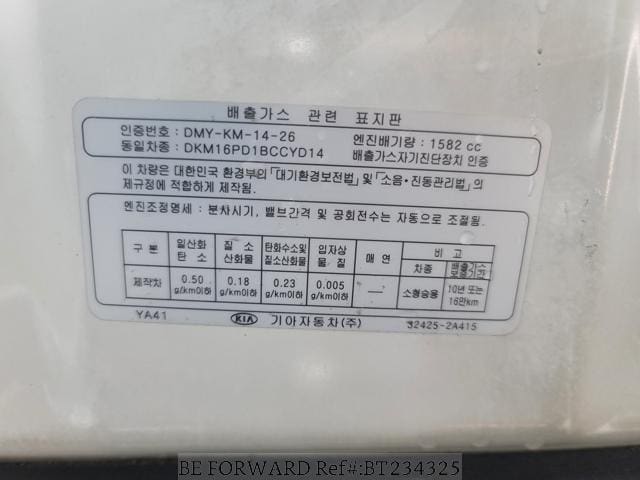 배출가스 관련 표지판
인증번호 : DMY-KM-14-26 엔진배기량 : 1582 cc
동일차종 : DKM16PD1BCCYD14 배출가스자기진단장치 인증
이 차량은 대한민국 환경부의 「대기환경보전법」 및 「소음·진동관리법」의
제규정에 적합하게 제작됨.
엔진조정명세 : 분사시기, 밸브간격 및 공회전수는 자동으로 조절됨.
구 분 일산화탄소 질소산화물 탄화수소및질소산화물 입자상물질 매 연 비 고
차종 배출가스보증기간
제작차 0.50 g/km이하 0.18 g/km이하 0.23 g/km이하 0.005 g/km이하 — 소형승용 10년 또는 16만km
YA41 KIA 기아자동차(주) 32425-2A415
BE FORWARD Ref#:BT234325